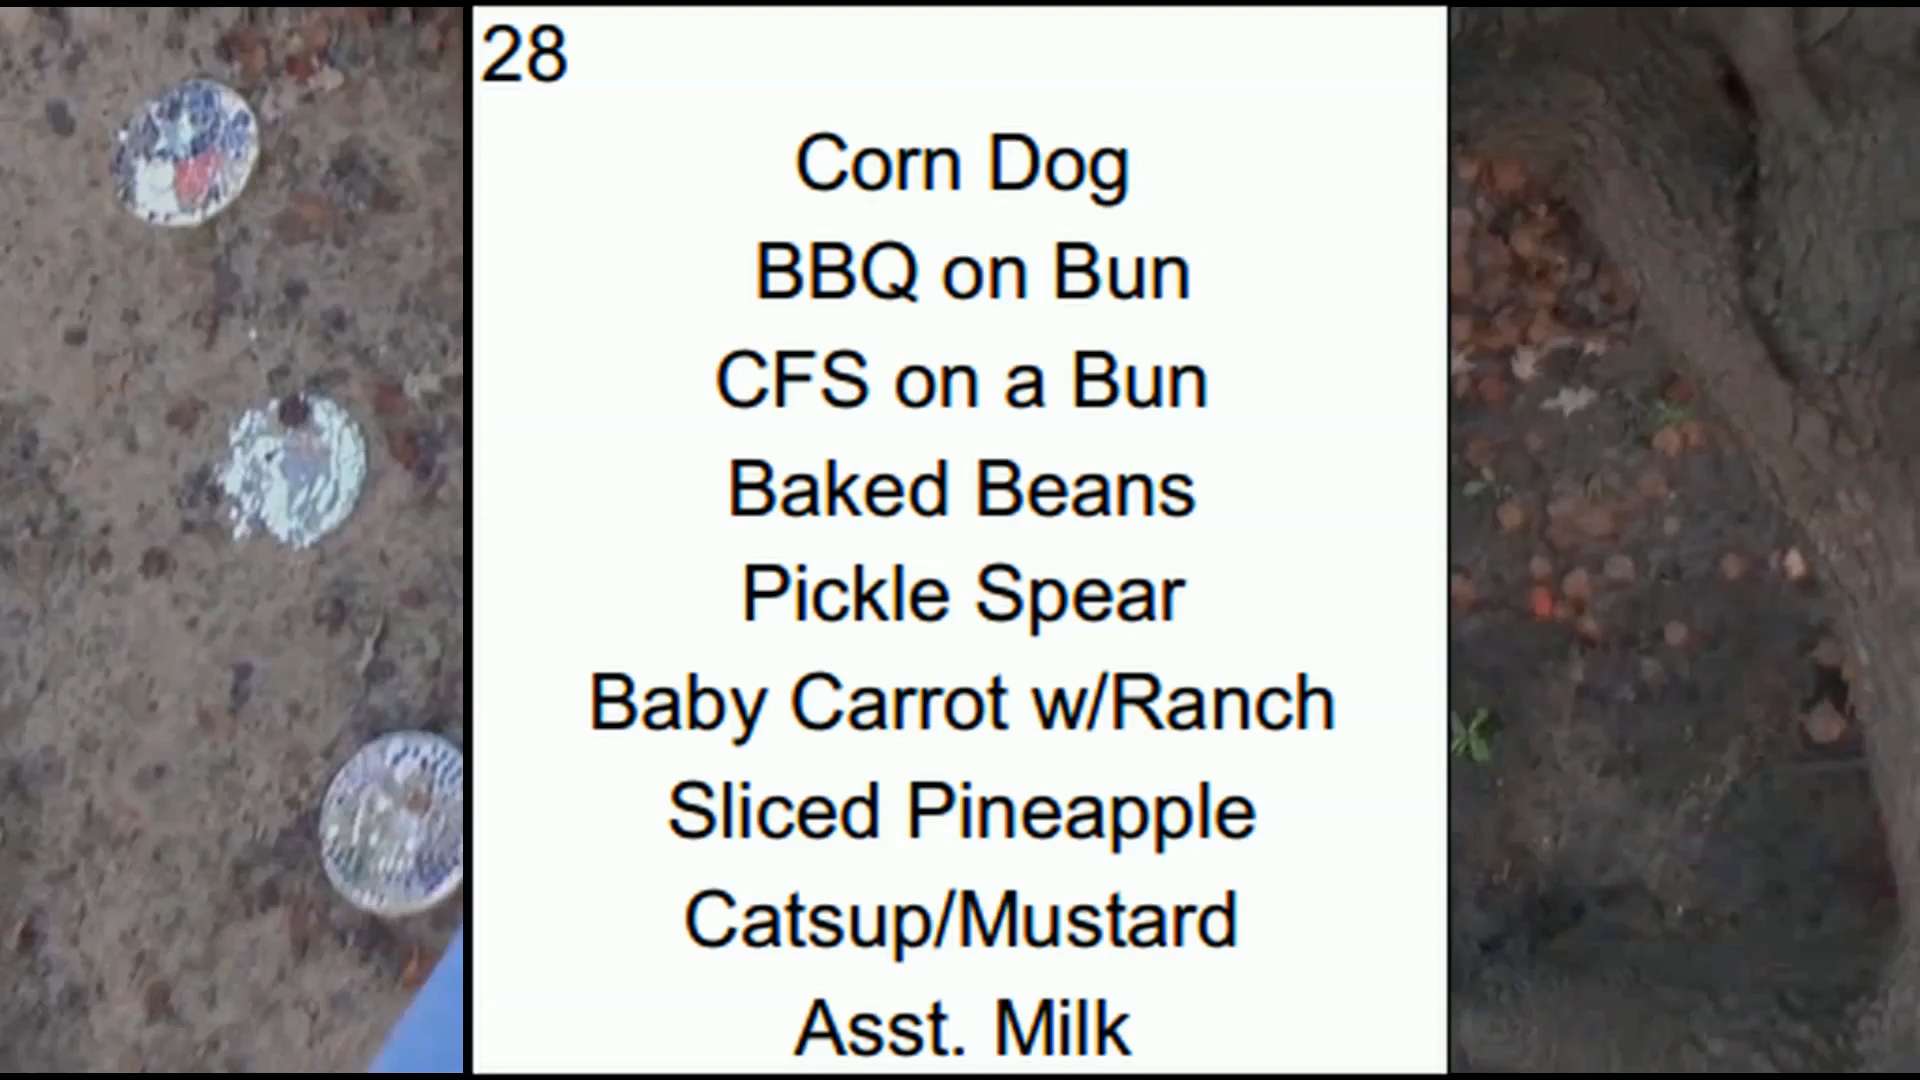 28
Corn Dog
BBQ on Bun
CFS on a Bun
Baked Beans
Pickle Spear
Baby Carrot w/Ranch
Sliced Pineapple
Catsup/Mustard
Asst. Milk